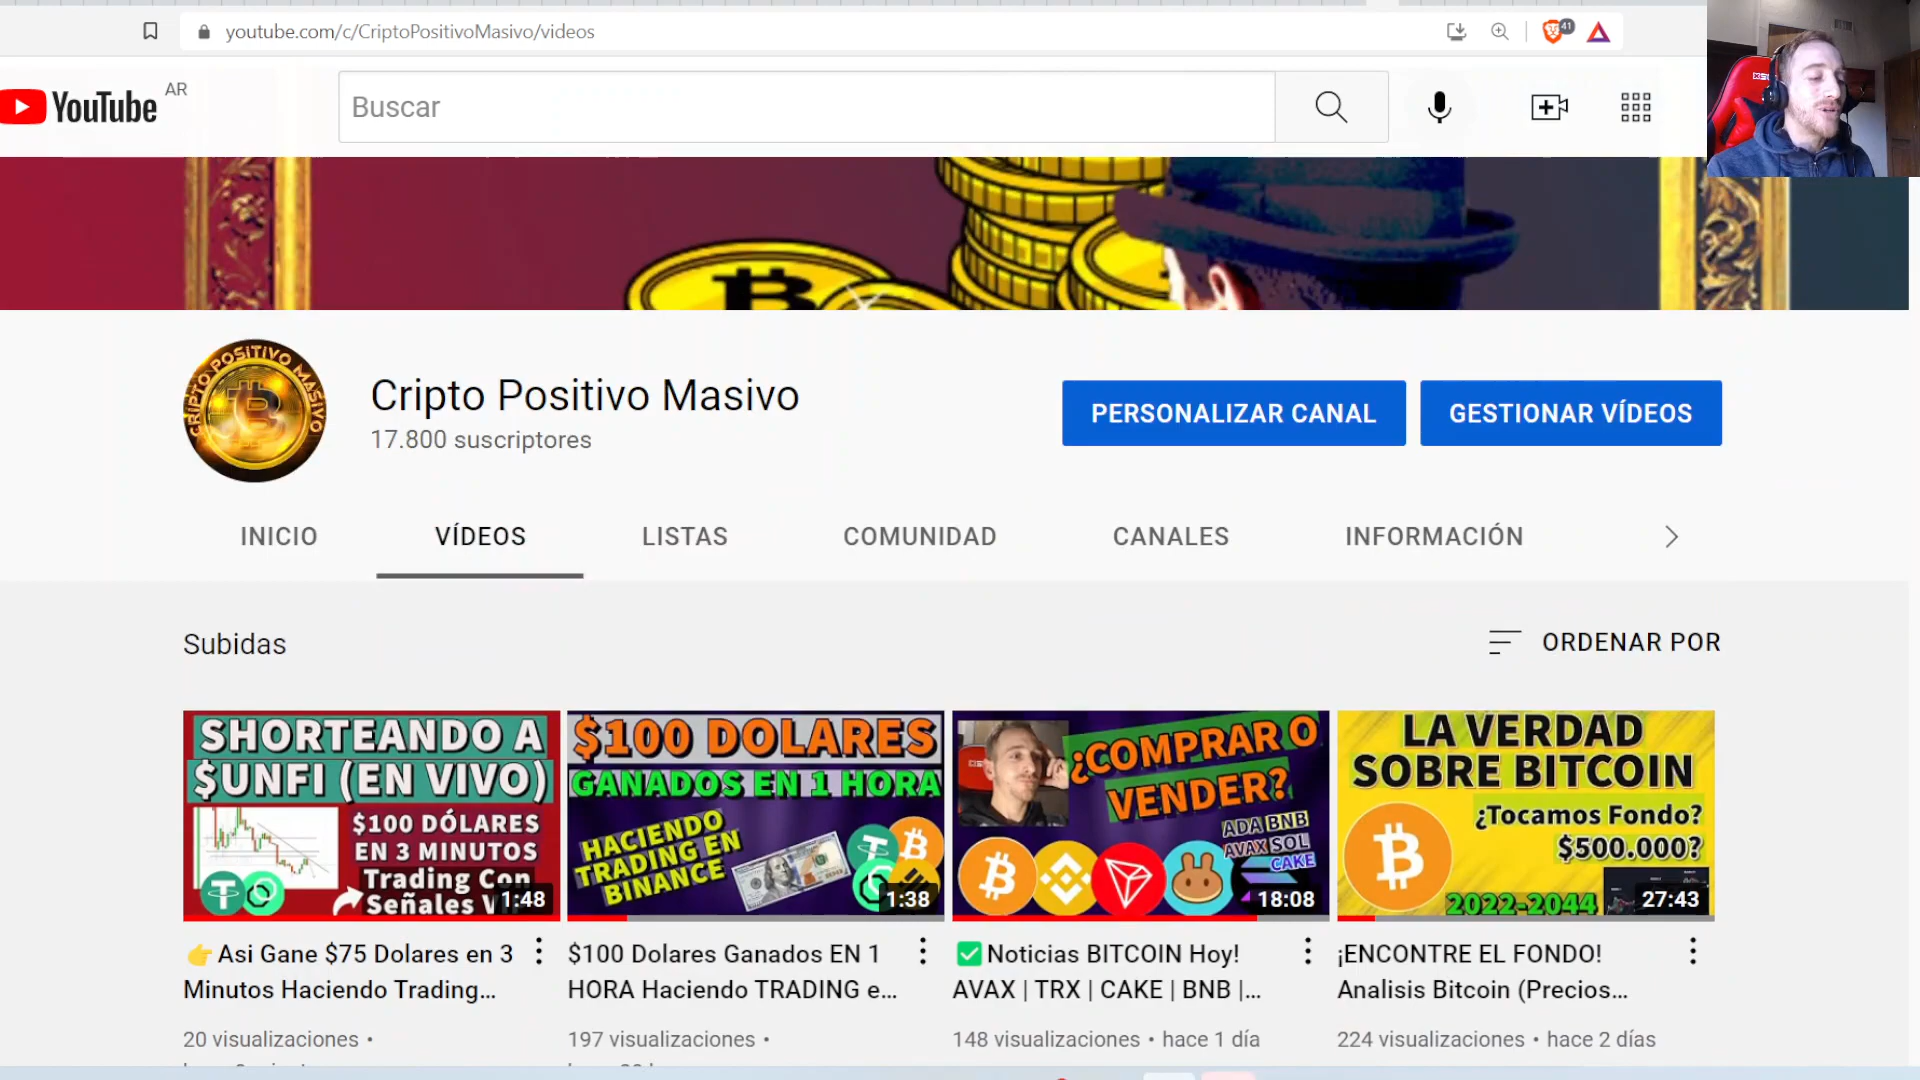 youtube.com/c/CriptoPositivoMasivo/videos
41
YouTube AR
Buscar
CRIPTO POSITIVO MASIVO
Cripto Positivo Masivo
17.800 suscriptores
PERSONALIZAR CANAL
GESTIONAR VÍDEOS
INICIO
VÍDEOS
LISTAS
COMUNIDAD
CANALES
INFORMACIÓN
Subidas
ORDENAR POR
SHORTEANDO A
$UNFI (EN VIVO)
$100 DÓLARES
EN 3 MINUTOS
Trading Con
Señales
1:48
$100 DOLARES
GANADOS EN 1 HORA
HACIENDO
TRADING EN
BINANCE
1:38
¿COMPRAR O
VENDER?
ADA BNB
AVAX SOL
CAKE
18:08
LA VERDAD
SOBRE BITCOIN
¿Tocamos Fondo?
$500.000?
2022-2044
27:43
Asi Gane $75 Dolares en 3
Minutos Haciendo Trading...
20 visualizaciones •
$100 Dolares Ganados EN 1
HORA Haciendo TRADING e...
197 visualizaciones •
Noticias BITCOIN Hoy!
AVAX | TRX | CAKE | BNB |...
148 visualizaciones • hace 1 día
¡ENCONTRE EL FONDO!
Analisis Bitcoin (Precios...
224 visualizaciones • hace 2 días